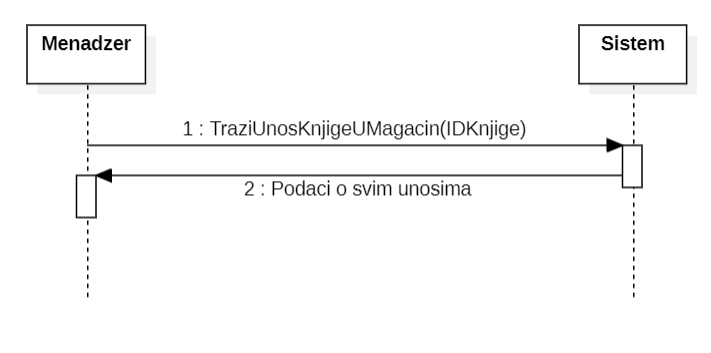 Menadzer
Sistem
1 : TraziUnosKnjigeUMagacin(IDKnjige)
2 : Podaci o svim unosima